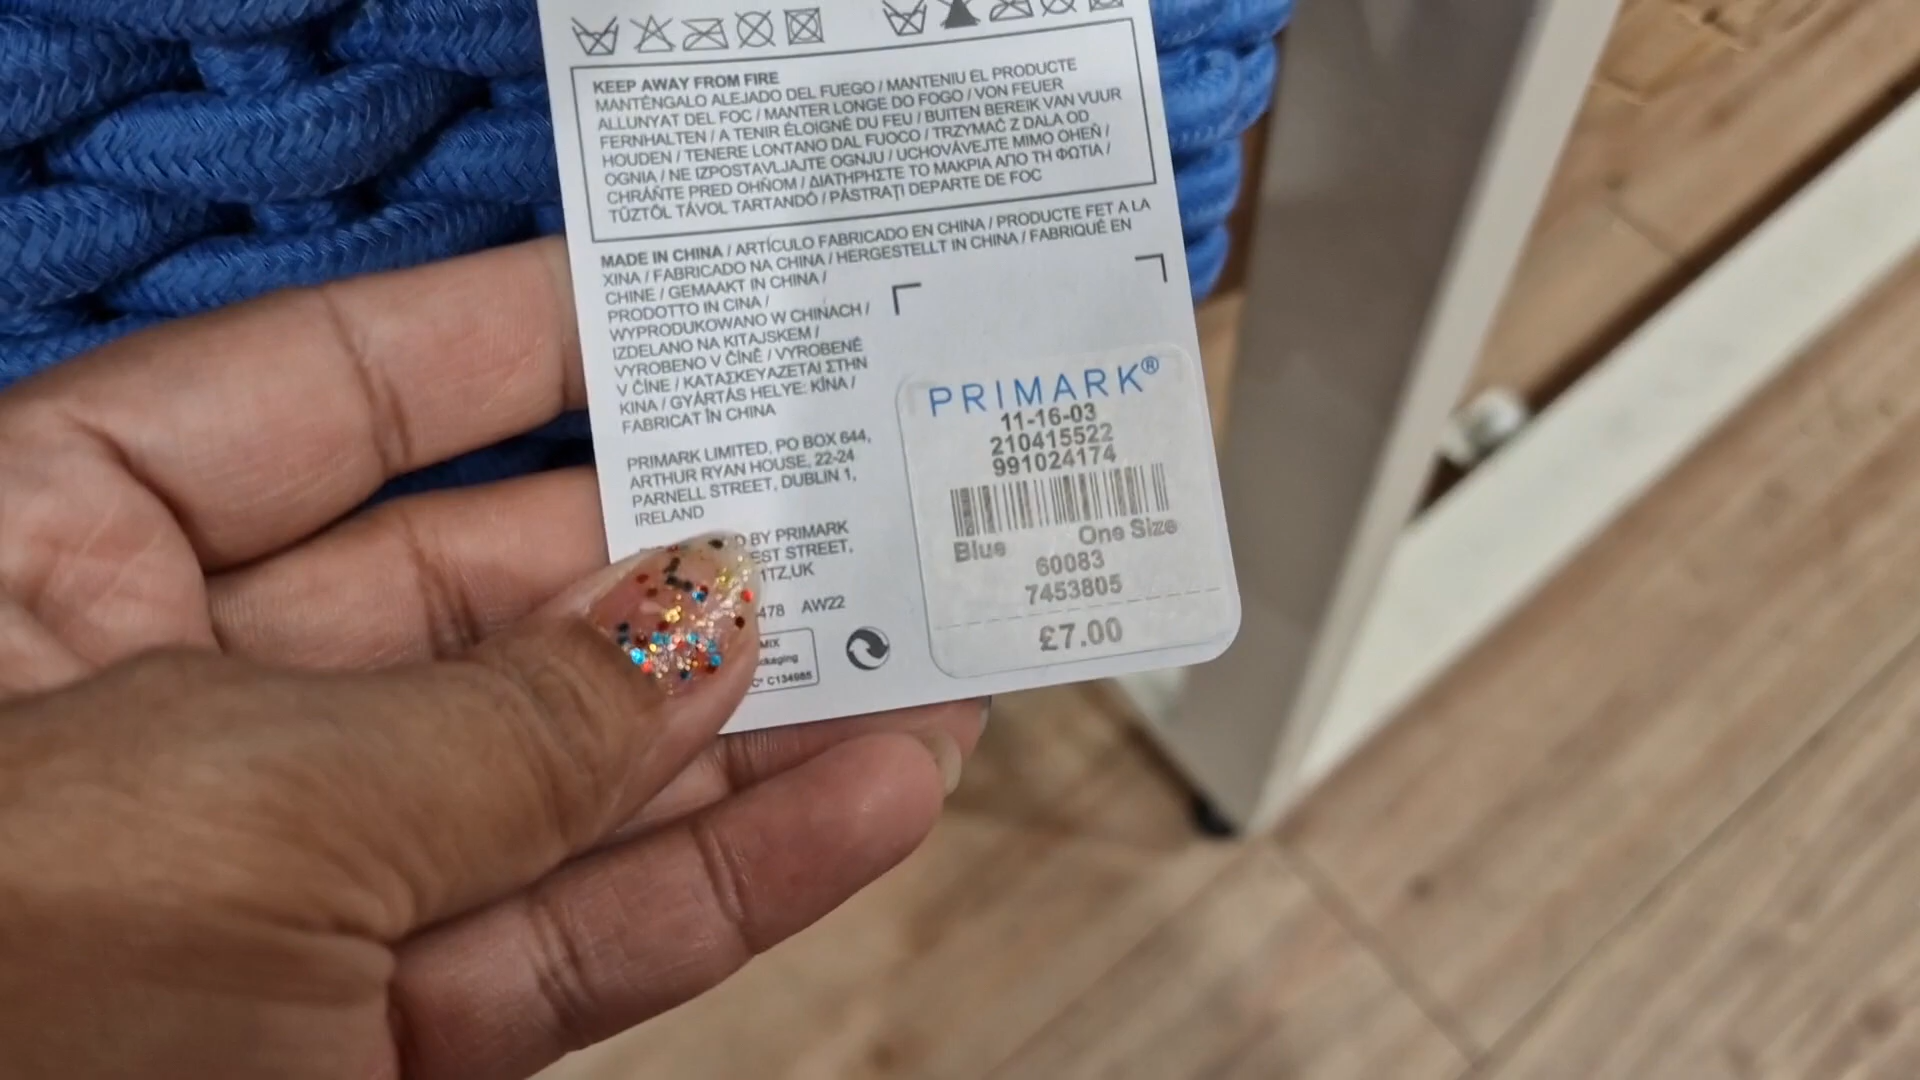 KEEP AWAY FROM FIRE
MANTÉNGALO ALEJADO DEL FUEGO / MANTENIU EL PRODUCTE
ALLUNYAT DEL FOC / MANTER LONGE DO FOGO / VON FEUER
FERNHALTEN / A TENIR ÉLOIGNÉ DU FEU / BUITEN BEREIK VAN VUUR
HOUDEN / TENERE LONTANO DAL FUOCO / TRZYMAĆ Z DALA OD
OGNIA / NE IZPOSTAVLJAJTE OGNJU / UCHOVÁVEJTE MIMO OHEŇ /
CHRÁŇTE PRED OHŇOM / ΔΙΑΤΗΡΗΣΤΕ ΤΟ ΜΑΚΡΙΑ ΑΠΟ ΤΗ ΦΩΤΙΑ /
TŰZTŐL TÁVOL TARTANDÓ / PĂSTRAȚI DEPARTE DE FOC
MADE IN CHINA / ARTÍCULO FABRICADO EN CHINA / PRODUCTE FET A LA
XINA / FABRICADO NA CHINA / HERGESTELLT IN CHINA / FABRIQUÉ EN
CHINE / GEMAAKT IN CHINA /
PRODOTTO IN CINA /
WYPRODUKOWANO W CHINACH /
IZDELANO NA KITAJSKEM /
VYROBENO V ČÍNĚ / VYROBENÉ
V ČÍNE / ΚΑΤΑΣΚΕΥΑΖΕΤΑΙ ΣΤΗΝ
ΚΙΝΑ / GYÁRTÁS HELYE: KÍNA /
FABRICAT ÎN CHINA
PRIMARK LIMITED, PO BOX 644,
ARTHUR RYAN HOUSE, 22-24
PARNELL STREET, DUBLIN 1,
IRELAND
BY PRIMARK
STREET,
1TZ,UK
478 AW22
MIX
C134985
PRIMARK®
11-16-03
210415522
991024174
Blue One Size
60083
7453805
£7.00